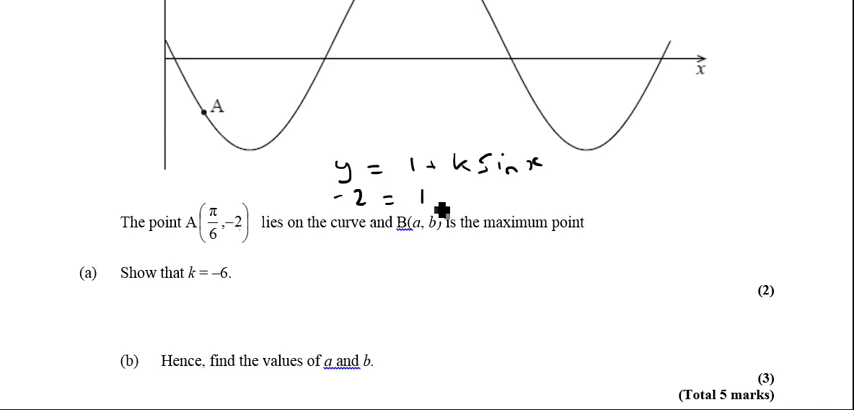 A
x
y = 1 + k sin x
-2 = 1
The point A(π/6, -2) lies on the curve and B(a, b) is the maximum point
(a) Show that k = –6.
(2)
(b) Hence, find the values of a and b.
(3)
(Total 5 marks)